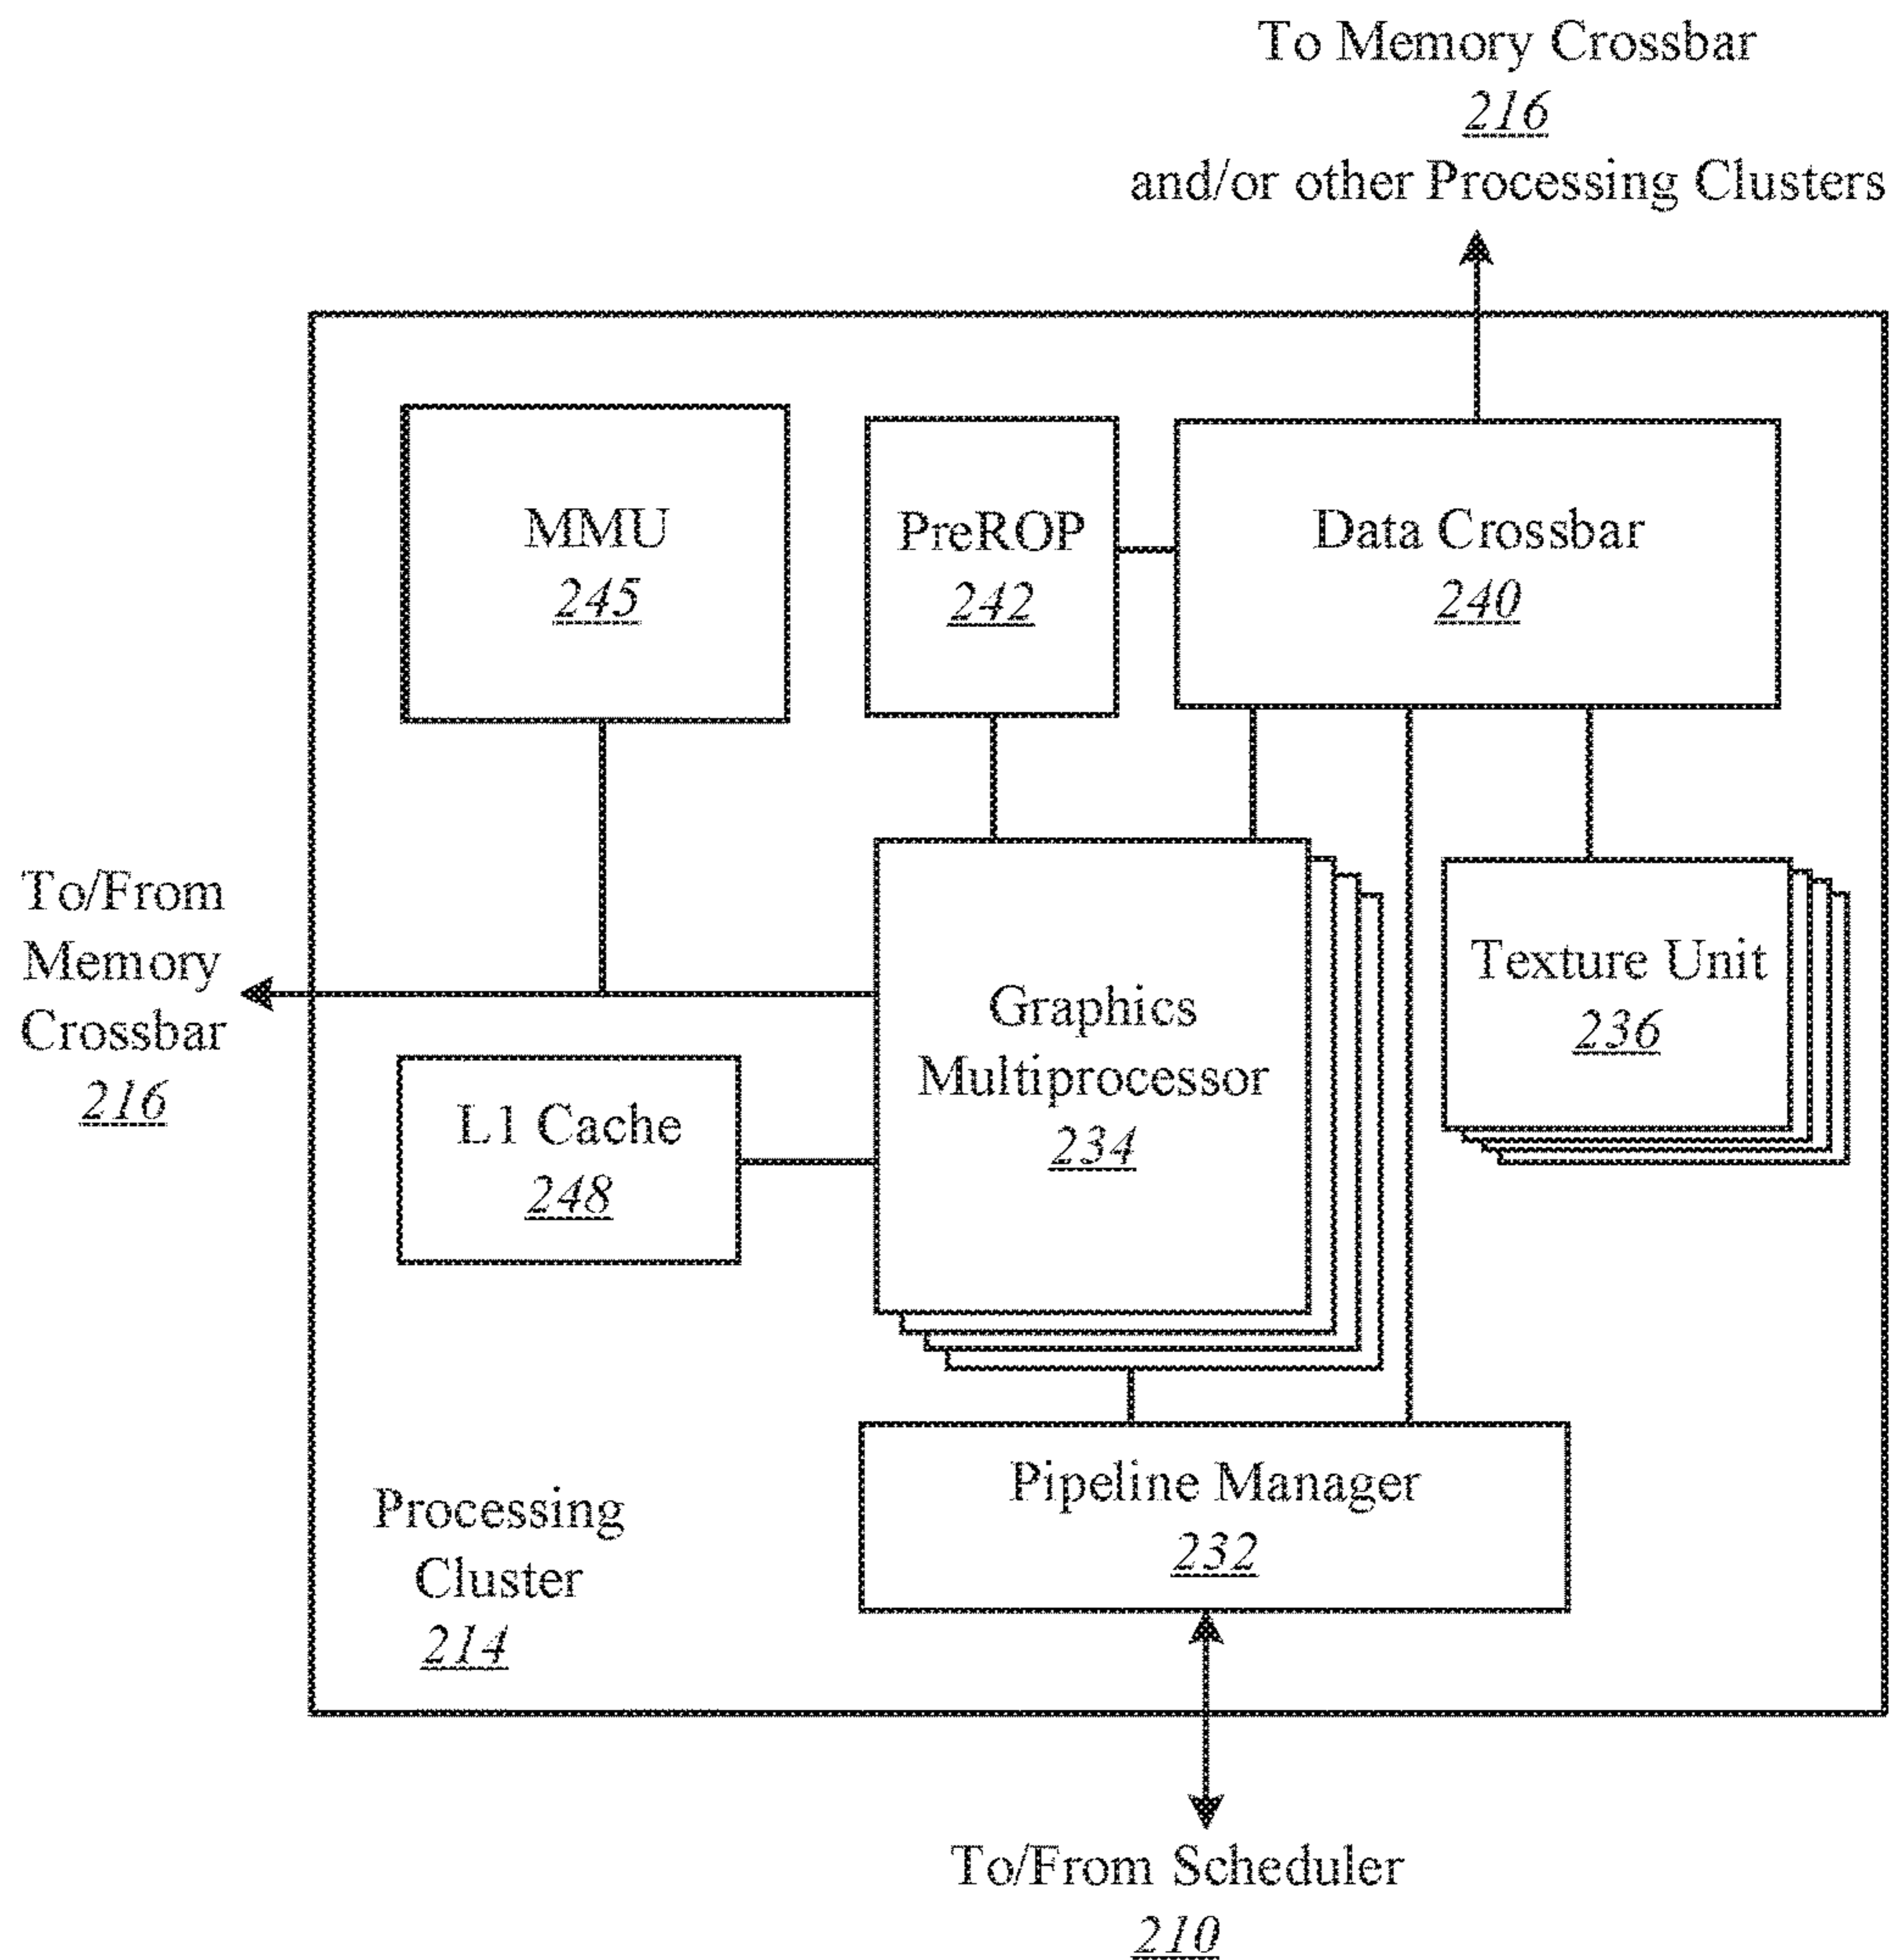 To Memory Crossbar
216
and/or other Processing Clusters
MMU
245
PreROP
242
Data Crossbar
240
To/From
Memory
Crossbar
216
Graphics
Multiprocessor
234
Texture Unit
236
L1 Cache
248
Pipeline Manager
232
Processing
Cluster
214
To/From Scheduler
210